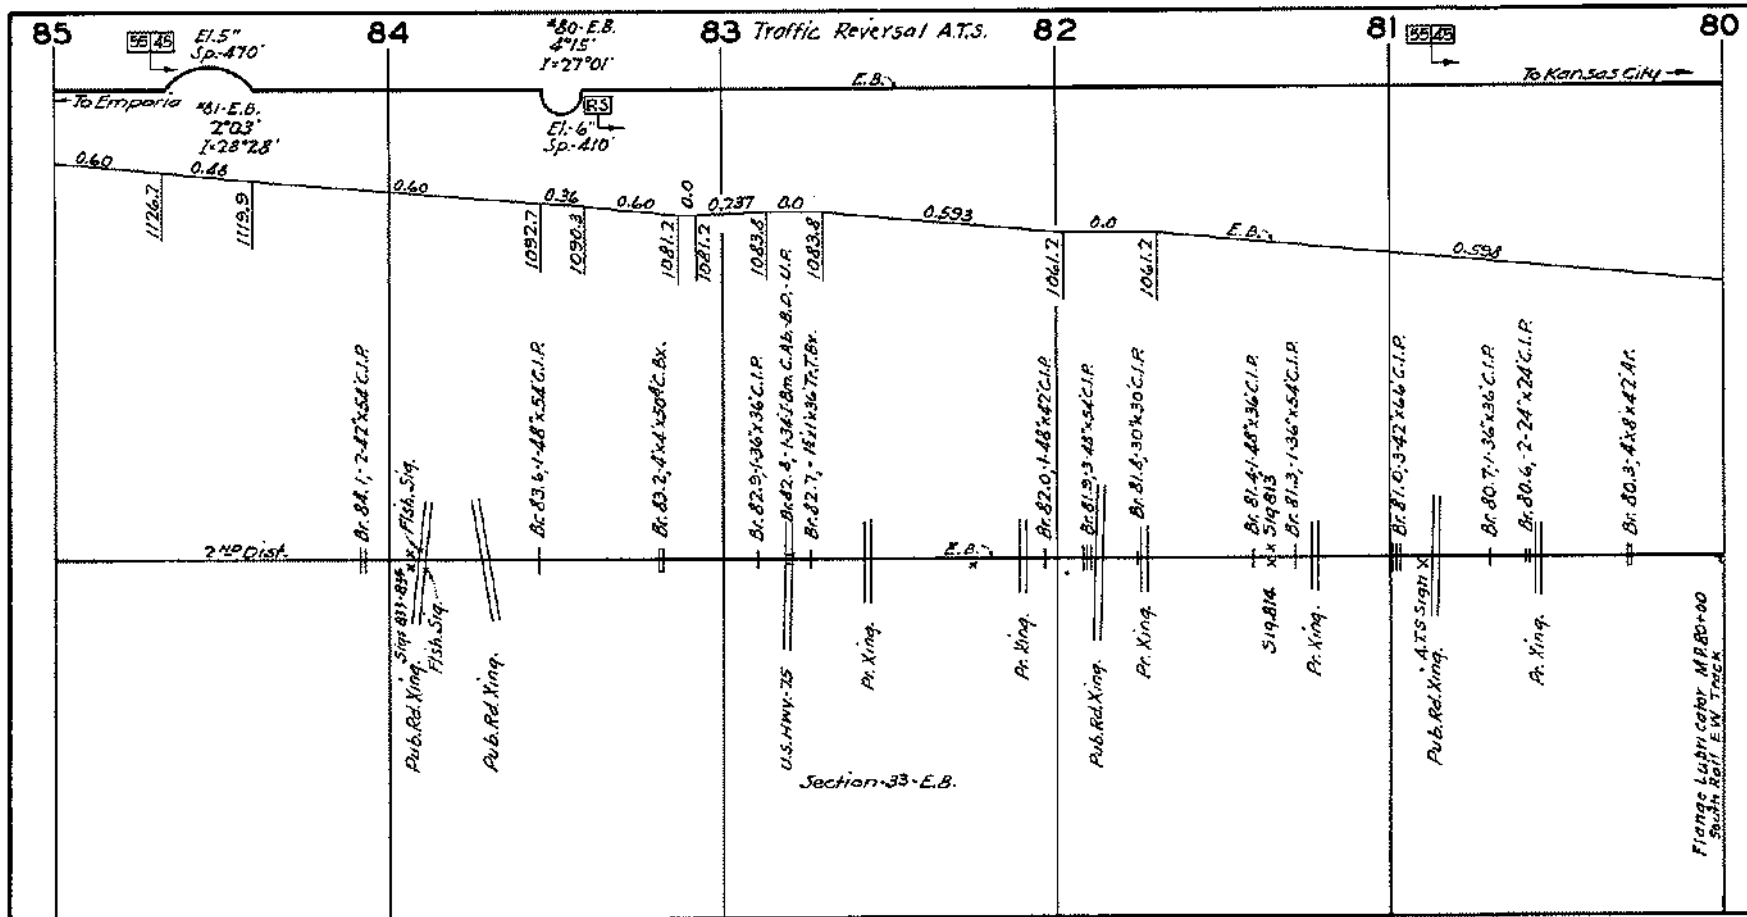 85
84
83
82
81
80
Traffic Reversal A.T.S.
55 45
El. 5"
Sp.-470'
#80-E.B.
4°15'
I=27°01'
55 45
To Emporia
#81-E.B.
2°03'
I=28°28'
RS
El.-6"
Sp.-410'
E.B.
To Kansas City
0.60
0.48
0.60
0.36
0.60
0.0
0.237
0.0
0.593
0.0
E.B.
0.598
1126.7
1119.9
1092.7
1090.3
1081.2
1081.2
1083.8
1083.8
1061.2
1061.2
Br. 84.1,-2-42"x54'C.I.P.
Flsh. Sig.
Br. 83.6,-1-48"x54'C.I.P.
Br. 83.2,-4'x4'x50'C.Bx.
Br. 82.9,-1-36"x36'C.I.P.
Br. 82.8,-1-34'-1-Bm.C.Ab.-B.D.-U.P.
Br. 82.0,-1-48"x42'C.I.P.
Br. 81.9,-3-48"x54'C.I.P.
Br. 81.8,-30"x30'C.I.P.
Br. 81.4,-1-48"x36'C.I.P.
Sig 813
Br. 81.3,-1-36"x54'C.I.P.
Br. 81.0,-3-42"x66'C.I.P.
Br. 80.7,-1-36"x36'C.I.P.
Br. 80.6, 2-24"x24'C.I.P.
Br. 80.3,-4'x8'x42'Ar.
2ND Dist.
E.B.
Sigs 833-834
Flsh. Sig.
Pub. Rd. Xing.
Pub. Rd. Xing.
U.S. Hwy.-75
Pr. Xing.
Pr. Xing.
Pub. Rd. Xing.
Pr. Xing.
Sig. 814
Pr. Xing.
A.T.S Sign
Pub. Rd. Xing.
Pr. Xing.
Section-33-E.B.
Flange Lubricator M.P. 80+00
South Rail E.W. Track